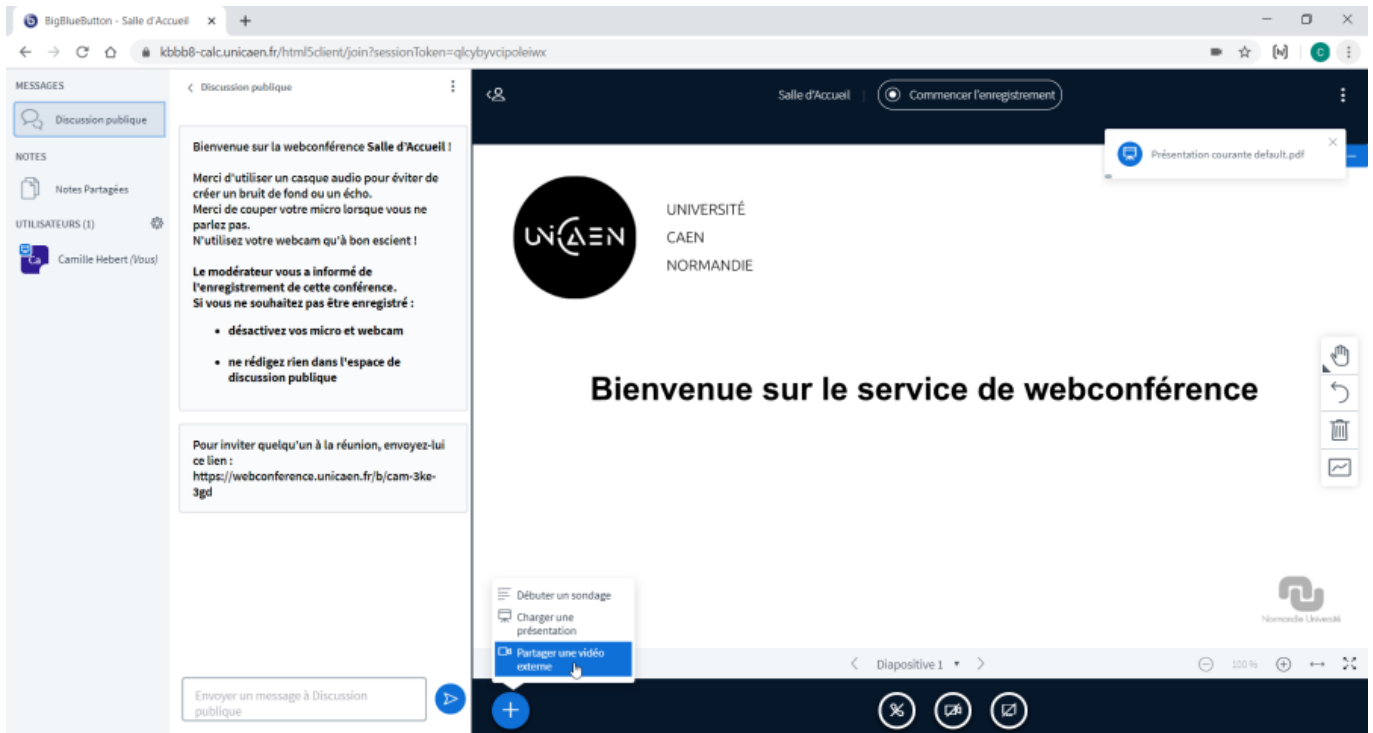 BigBlueButton - Salle d'Accueil
kbbb8-calc.unicaen.fr/html5client/join?sessionToken=qlcybyvcipoleiwx
C
MESSAGES
Discussion publique
NOTES
Notes Partagées
UTILISATEURS (1)
Ca
Camille Hebert (Vous)
Discussion publique
Bienvenue sur la webconférence Salle d'Accueil !
Merci d'utiliser un casque audio pour éviter de
créer un bruit de fond ou un écho.
Merci de couper votre micro lorsque vous ne
parlez pas.
N'utilisez votre webcam qu'à bon escient !
Le modérateur vous a informé de
l'enregistrement de cette conférence.
Si vous ne souhaitez pas être enregistré :
• désactivez vos micro et webcam
• ne rédigez rien dans l'espace de
discussion publique
Pour inviter quelqu'un à la réunion, envoyez-lui
ce lien :
https://webconference.unicaen.fr/b/cam-3ke-
3gd
Envoyer un message à Discussion
publique
Salle d'Accueil
Commencer l'enregistrement
Présentation courante default.pdf
UNICAEN
UNIVERSITÉ
CAEN
NORMANDIE
Bienvenue sur le service de webconférence
Normandie Université
Débuter un sondage
Charger une
présentation
Partager une vidéo
externe
Diapositive 1
100 %